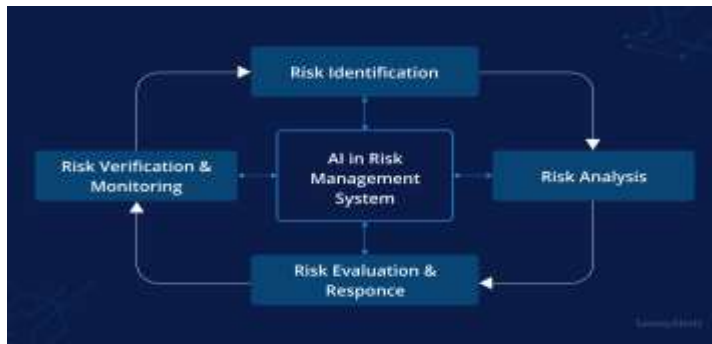 Risk Identification
AI in Risk
Management
System
Risk Verification &
Monitoring
Risk Analysis
Risk Evaluation &
Responce